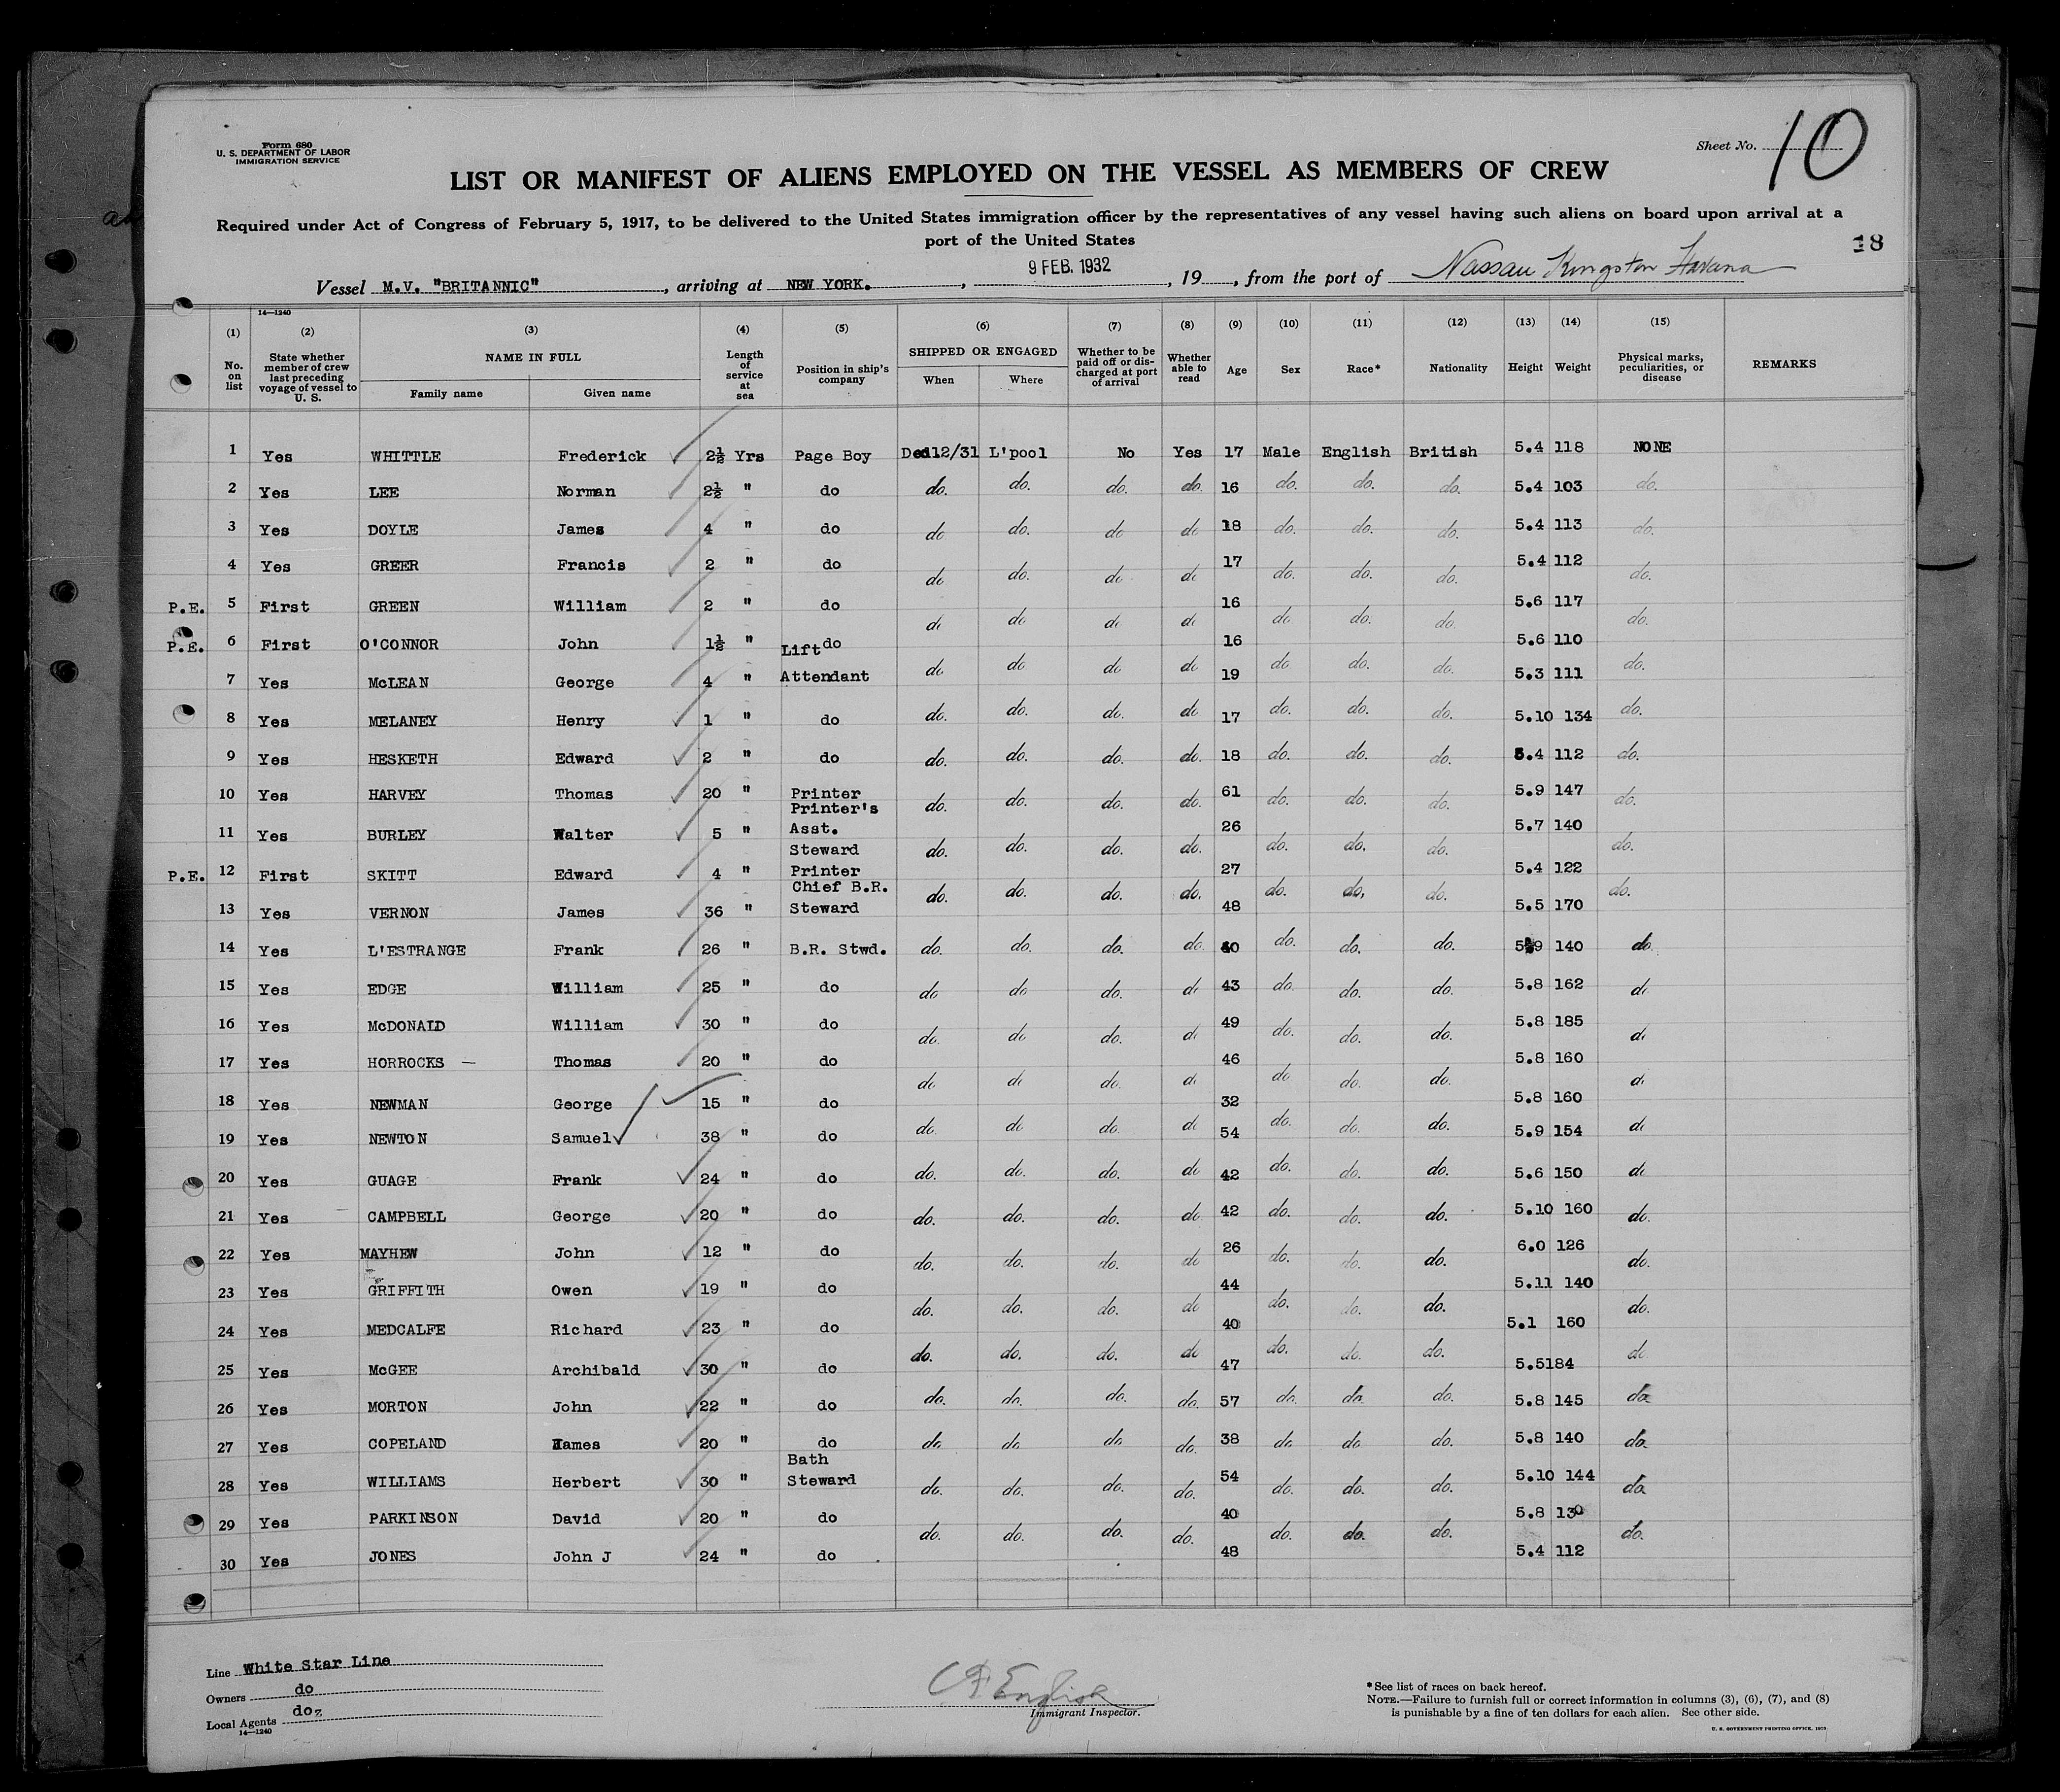 Form 680
U. S. DEPARTMENT OF LABOR
IMMIGRATION SERVICE
Sheet No. 10
LIST OR MANIFEST OF ALIENS EMPLOYED ON THE VESSEL AS MEMBERS OF CREW
Required under Act of Congress of February 5, 1917, to be delivered to the United States immigration officer by the representatives of any vessel having such aliens on board upon arrival at a
port of the United States
18
Vessel M.V. "BRITANNIC", arriving at NEW YORK., 9 FEB. 1932, 19, from the port of Nassau Kingston Havana
14—1240
(1) (2) (3) (4) (5) (6) (7) (8) (9) (10) (11) (12) (13) (14) (15)
No. on list
State whether member of crew last preceding voyage of vessel to U. S.
NAME IN FULL
Family name Given name
Length of service at sea
Position in ship's company
SHIPPED OR ENGAGED
When Where
Whether to be paid off or discharged at port of arrival
Whether able to read
Age
Sex
Race*
Nationality
Height
Weight
Physical marks, peculiarities, or disease
REMARKS
1 Yes WHITTLE Frederick 2½ Yrs Page Boy Dec12/31 L'pool No Yes 17 Male English British 5.4 118 NONE
2 Yes LEE Norman 2½ " do do. do. do. do. 16 do. do. do. 5.4 103 do.
3 Yes DOYLE James 4 " do do do. do do 18 do. do. do. 5.4 113 do.
4 Yes GREER Francis 2 " do do do. do do 17 do. do. do. 5.4 112 do.
P.E. 5 First GREEN William 2 " do do do do do 16 do do. do. 5.6 117 do.
P.E. 6 First O'CONNOR John 1½ " do do do do do 16 do do. do. 5.6 110 do.
7 Yes McLEAN George 4 " Lift Attendant 19 5.3 111
8 Yes MELANEY Henry 1 " do do. do. do. do 17 do. do. do. 5.10 134 do.
9 Yes HESKETH Edward 2 " do do. do. do. do. 18 do. do. do. 5.4 112 do.
10 Yes HARVEY Thomas 20 " Printer do. do. do. do. 61 do. do. do. 5.9 147 do.
11 Yes BURLEY Walter 5 " Printer's Asst. do. do. do. do. 26 do. do. do. 5.7 140 do.
P.E. 12 First SKITT Edward 4 " Steward Printer do. do. do. do. 27 do. do. do. 5.4 122 do.
13 Yes VERNON James 36 " Chief B.R. Steward 48 5.5 170
14 Yes L'ESTRANGE Frank 26 " B.R. Stwd. do. do. do. do. 40 do. do. do. 5.9 140 do
15 Yes EDGE William 25 " do do do do. do 43 do. do. do. 5.8 162 do
16 Yes McDONALD William 30 " do do. do do. do 49 do. do. do. 5.8 185 do
17 Yes HORROCKS — Thomas 20 " do do do do. do 46 do do. do. 5.8 160 do
18 Yes NEWMAN George 15 " do do. do do. do 32 do. do. do. 5.8 160 do
19 Yes NEWTON Samuel 38 " do 54 5.9 154
20 Yes GUAGE Frank 24 " do do. do. do. do 42 do. do. do. 5.6 150 do
21 Yes CAMPBELL George 20 " do do. do. do. do 42 do. do. do. 5.10 160 do.
22 Yes MAYHEW John 12 " do do. do. do. do 26 do. do. do. 6.0 126 do.
23 Yes GRIFFITH Owen 19 " do do. do. do. do 44 do. do. do. 5.11 140 do.
24 Yes MEDCALFE Richard 23 " do do. do. do. do 40 do. do. do. 5.1 160 do
25 Yes McGEE Archibald 30 " do 47 5.5 184
26 Yes MORTON John 22 " do do. do. do. do. 57 do. do. do. 5.8 145 do.
27 Yes COPELAND James 20 " do do. do. do do. 38 do. do do. 5.8 140 do.
28 Yes WILLIAMS Herbert 30 " Bath Steward do. do. do. do. 54 do. do. do. 5.10 144 do.
29 Yes PARKINSON David 20 " do do. do. do. do. 40 do. do. do. 5.8 130 do.
30 Yes JONES John J 24 " do 48 5.4 112
Line White Star Line
Owners do
Local Agents do
14—1240
C P English
Immigrant Inspector.
*See list of races on back hereof.
NOTE.—Failure to furnish full or correct information in columns (3), (6), (7), and (8)
is punishable by a fine of ten dollars for each alien. See other side.
U. S. GOVERNMENT PRINTING OFFICE